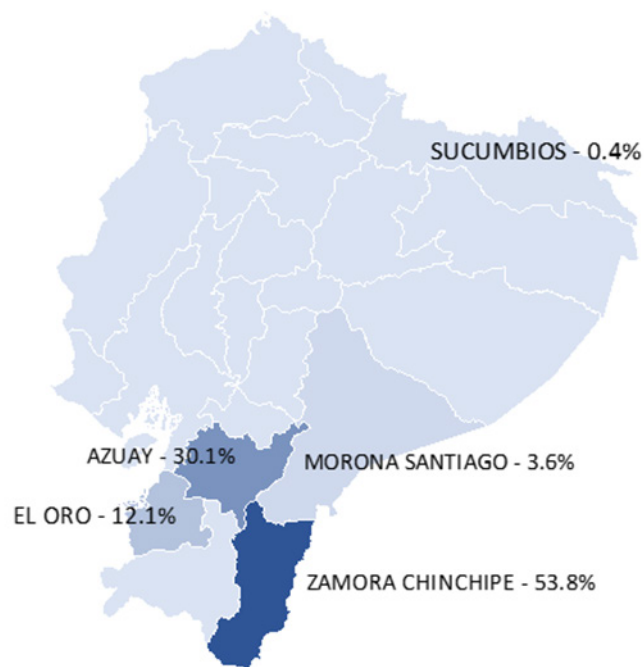 SUCUMBIOS - 0.4%
AZUAY - 30.1%
MORONA SANTIAGO - 3.6%
EL ORO - 12.1%
ZAMORA CHINCHIPE - 53.8%